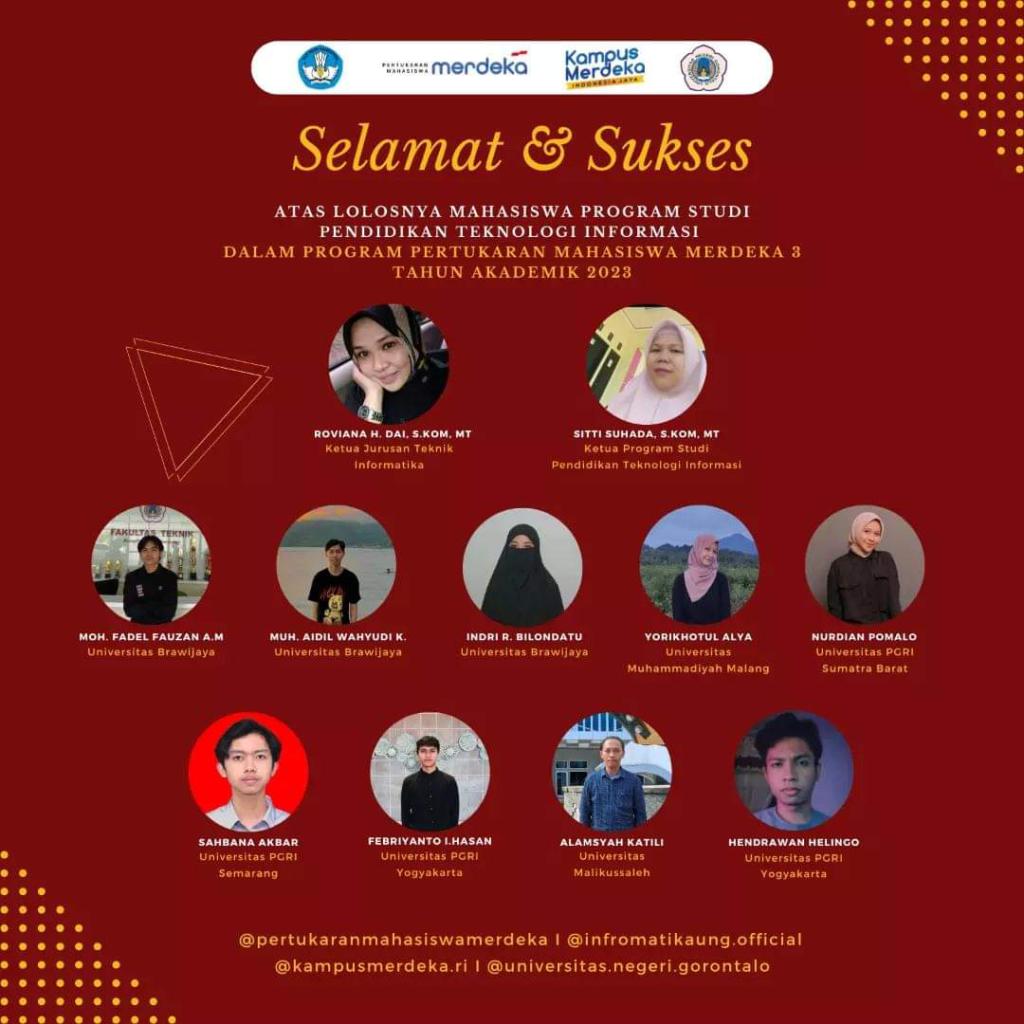 PERTUKARAN
MAHASISWA merdeka
Kampus
Merdeka
INDONESIA JAYA
Selamat & Sukses
ATAS LOLOSNYA MAHASISWA PROGRAM STUDI
PENDIDIKAN TEKNOLOGI INFORMASI
DALAM PROGRAM PERTUKARAN MAHASISWA MERDEKA 3
TAHUN AKADEMIK 2023
ROVIANA H. DAI, S.KOM, MT
Ketua Jurusan Teknik
Informatika
SITTI SUHADA, S.KOM, MT
Ketua Program Studi
Pendidikan Teknologi Informasi
FAKULTAS TEKNIK
MOH. FADEL FAUZAN A.M
Universitas Brawijaya
MUH. AIDIL WAHYUDI K.
Universitas Brawijaya
INDRI R. BILONDATU
Universitas Brawijaya
YORIKHOTUL ALYA
Universitas
Muhammadiyah Malang
NURDIAN POMALO
Universitas PGRI
Sumatra Barat
SAHBANA AKBAR
Universitas PGRI
Semarang
FEBRIYANTO I.HASAN
Universitas PGRI
Yogyakarta
ALAMSYAH KATILI
Universitas
Malikussaleh
HENDRAWAN HELINGO
Universitas PGRI
Yogyakarta
@pertukaranmahasiswamerdeka I @infromatikaung.official
@kampusmerdeka.ri I @universitas.negeri.gorontalo